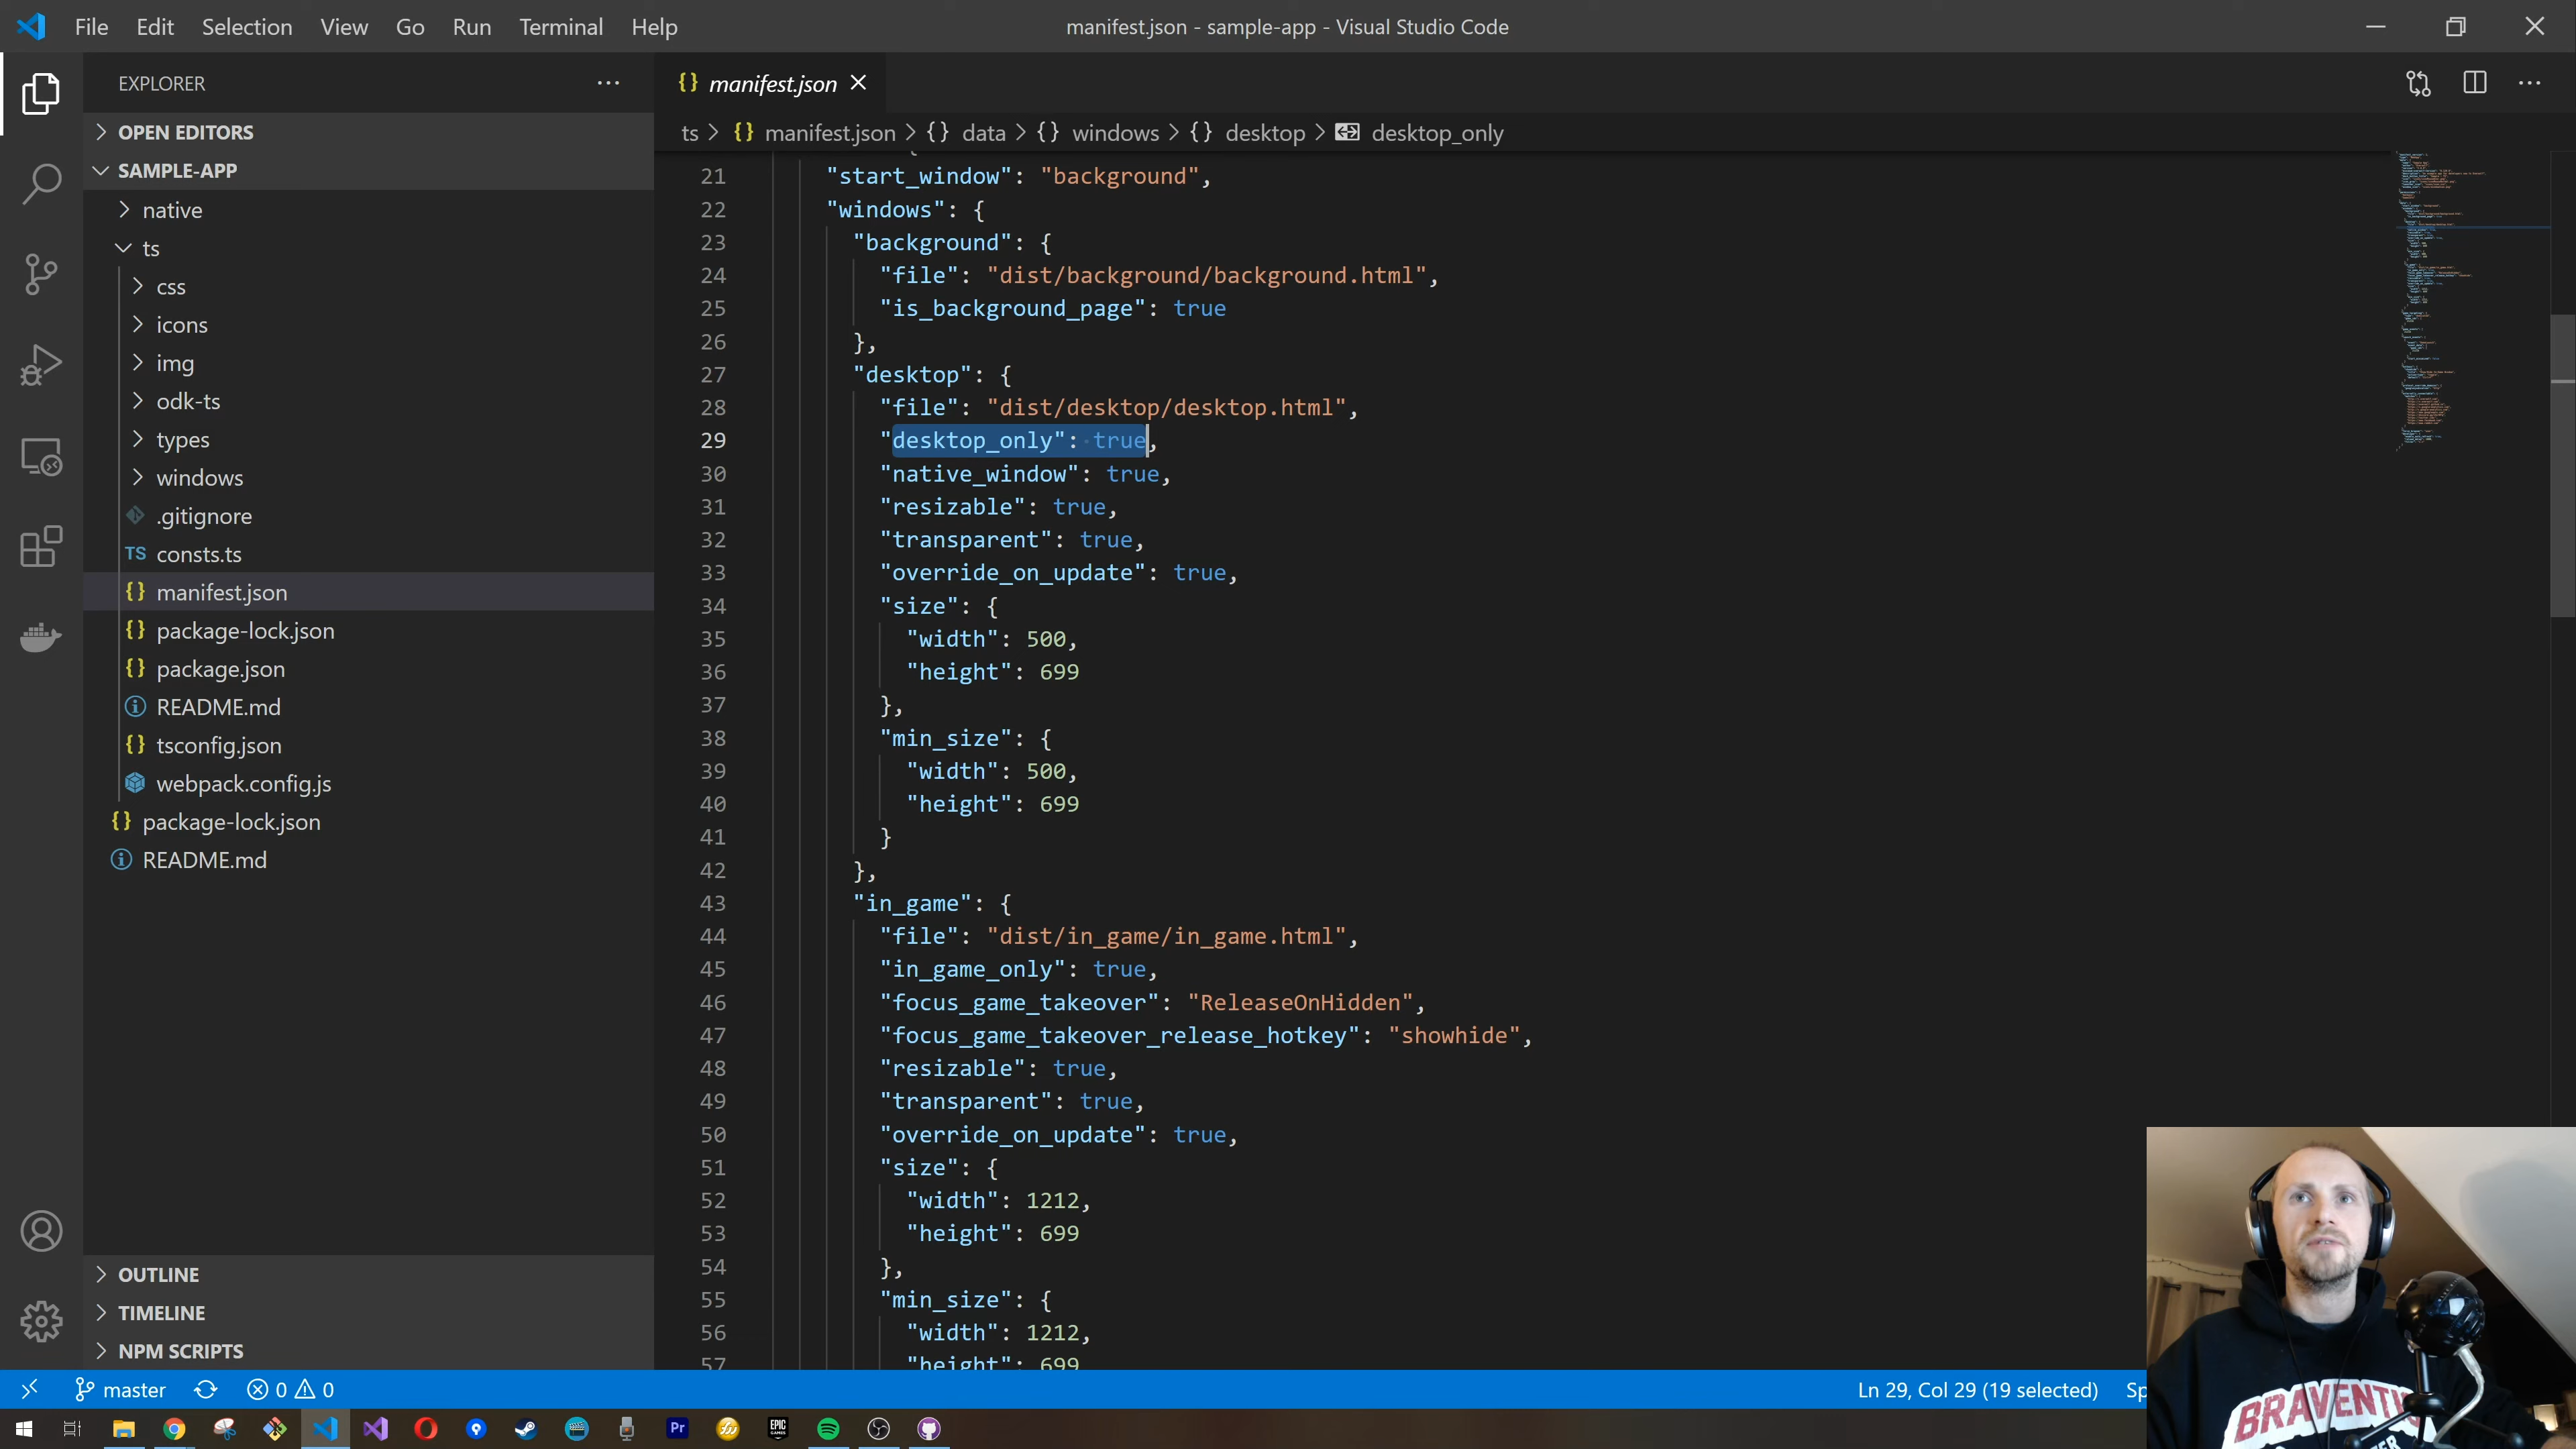 File Edit Selection View Go Run Terminal Help
manifest.json - sample-app - Visual Studio Code
EXPLORER
OPEN EDITORS
SAMPLE-APP
native
ts
css
icons
img
odk-ts
types
windows
.gitignore
TS consts.ts
{} manifest.json
{} package-lock.json
{} package.json
README.md
{} tsconfig.json
webpack.config.js
{} package-lock.json
README.md
OUTLINE
TIMELINE
NPM SCRIPTS
{} manifest.json
ts > {} manifest.json > {} data > {} windows > {} desktop > desktop_only
21 "start_window": "background",
22 "windows": {
23 "background": {
24 "file": "dist/background/background.html",
25 "is_background_page": true
26 },
27 "desktop": {
28 "file": "dist/desktop/desktop.html",
29 "desktop_only": true,
30 "native_window": true,
31 "resizable": true,
32 "transparent": true,
33 "override_on_update": true,
34 "size": {
35 "width": 500,
36 "height": 699
37 },
38 "min_size": {
39 "width": 500,
40 "height": 699
41 }
42 },
43 "in_game": {
44 "file": "dist/in_game/in_game.html",
45 "in_game_only": true,
46 "focus_game_takeover": "ReleaseOnHidden",
47 "focus_game_takeover_release_hotkey": "showhide",
48 "resizable": true,
49 "transparent": true,
50 "override_on_update": true,
51 "size": {
52 "width": 1212,
53 "height": 699
54 },
55 "min_size": {
56 "width": 1212,
57 "height": 699
master 0 0
Ln 29, Col 29 (19 selected) Sp
Pr
EPIC GAMES